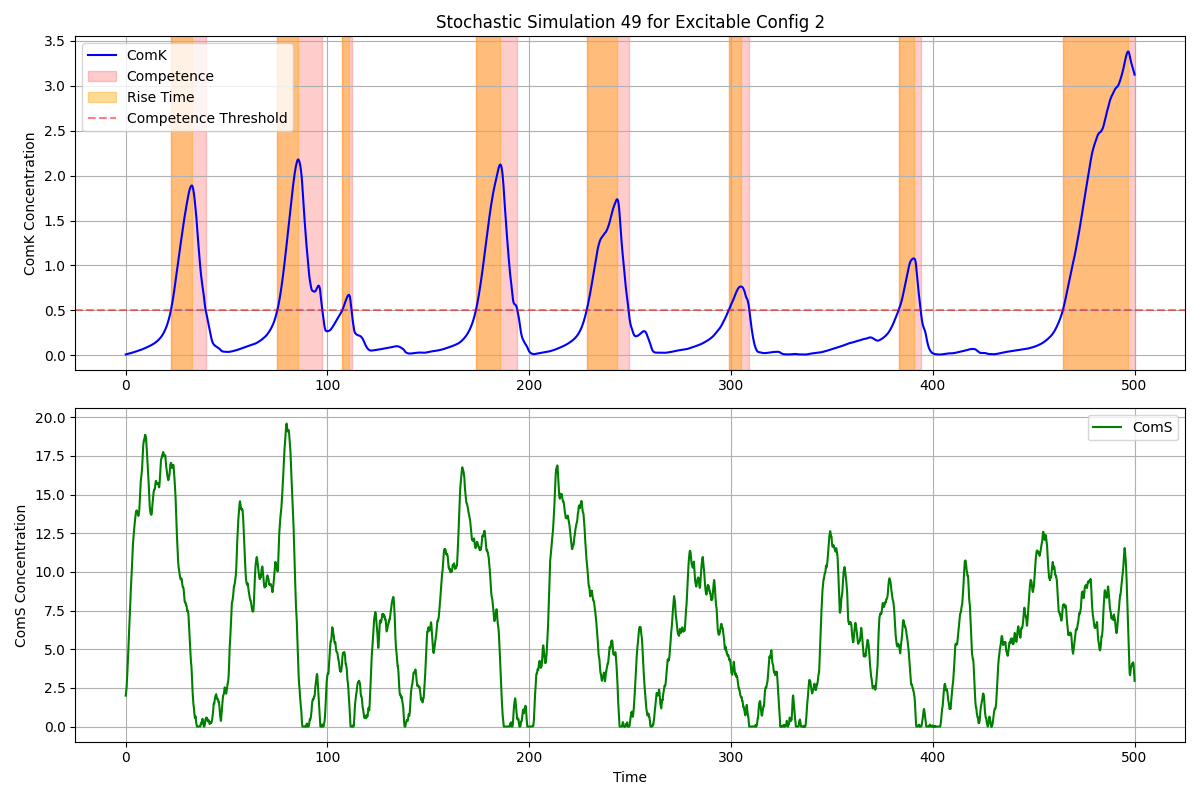 Stochastic Simulation 49 for Excitable Config 2
3.5
3.0
2.5
2.0
1.5
1.0
0.5
0.0
ComK Concentration
ComK
Competence
Rise Time
Competence Threshold
0 100 200 300 400 500
20.0
17.5
15.0
12.5
10.0
7.5
5.0
2.5
0.0
ComS Concentration
ComS
0 100 200 300 400 500
Time